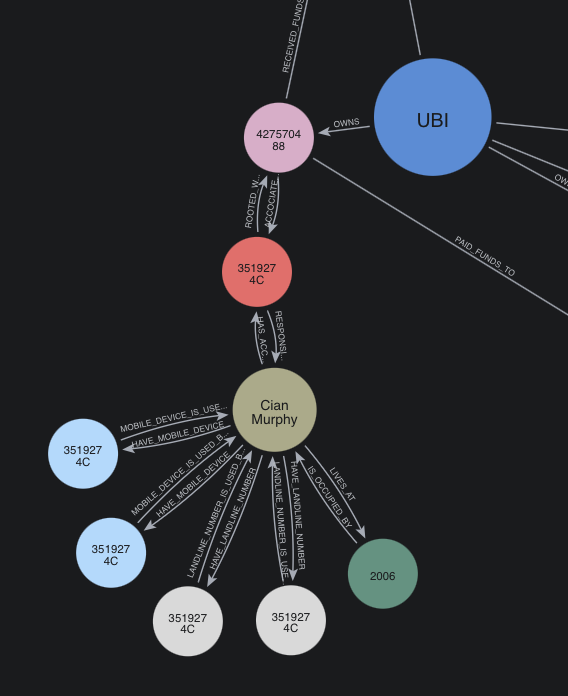 RECEIVED_FUNDS
UBI
OWNS
4275704
88
ROOTED_W...
ACCOCIATE
OW
PAID_FUNDS_TO
351927
4C
HAS_ACC...
RESPONSI...
Cian
Murphy
MOBILE_DEVICE_IS_USE...
HAVE_MOBILE_DEVICE
351927
4C
MOBILE_DEVICE_IS_USED_B...
HAVE_MOBILE_DEVICE
351927
4C
LANDLINE_NUMBER_IS_USED_B...
HAVE_LANDLINE_NUMBER
351927
4C
LANDLINE_NUMBER_IS_USE
HAVE_LANDLINE_NUMBER
351927
4C
LIVES_AT
IS_OCCUPIED_BY
2006